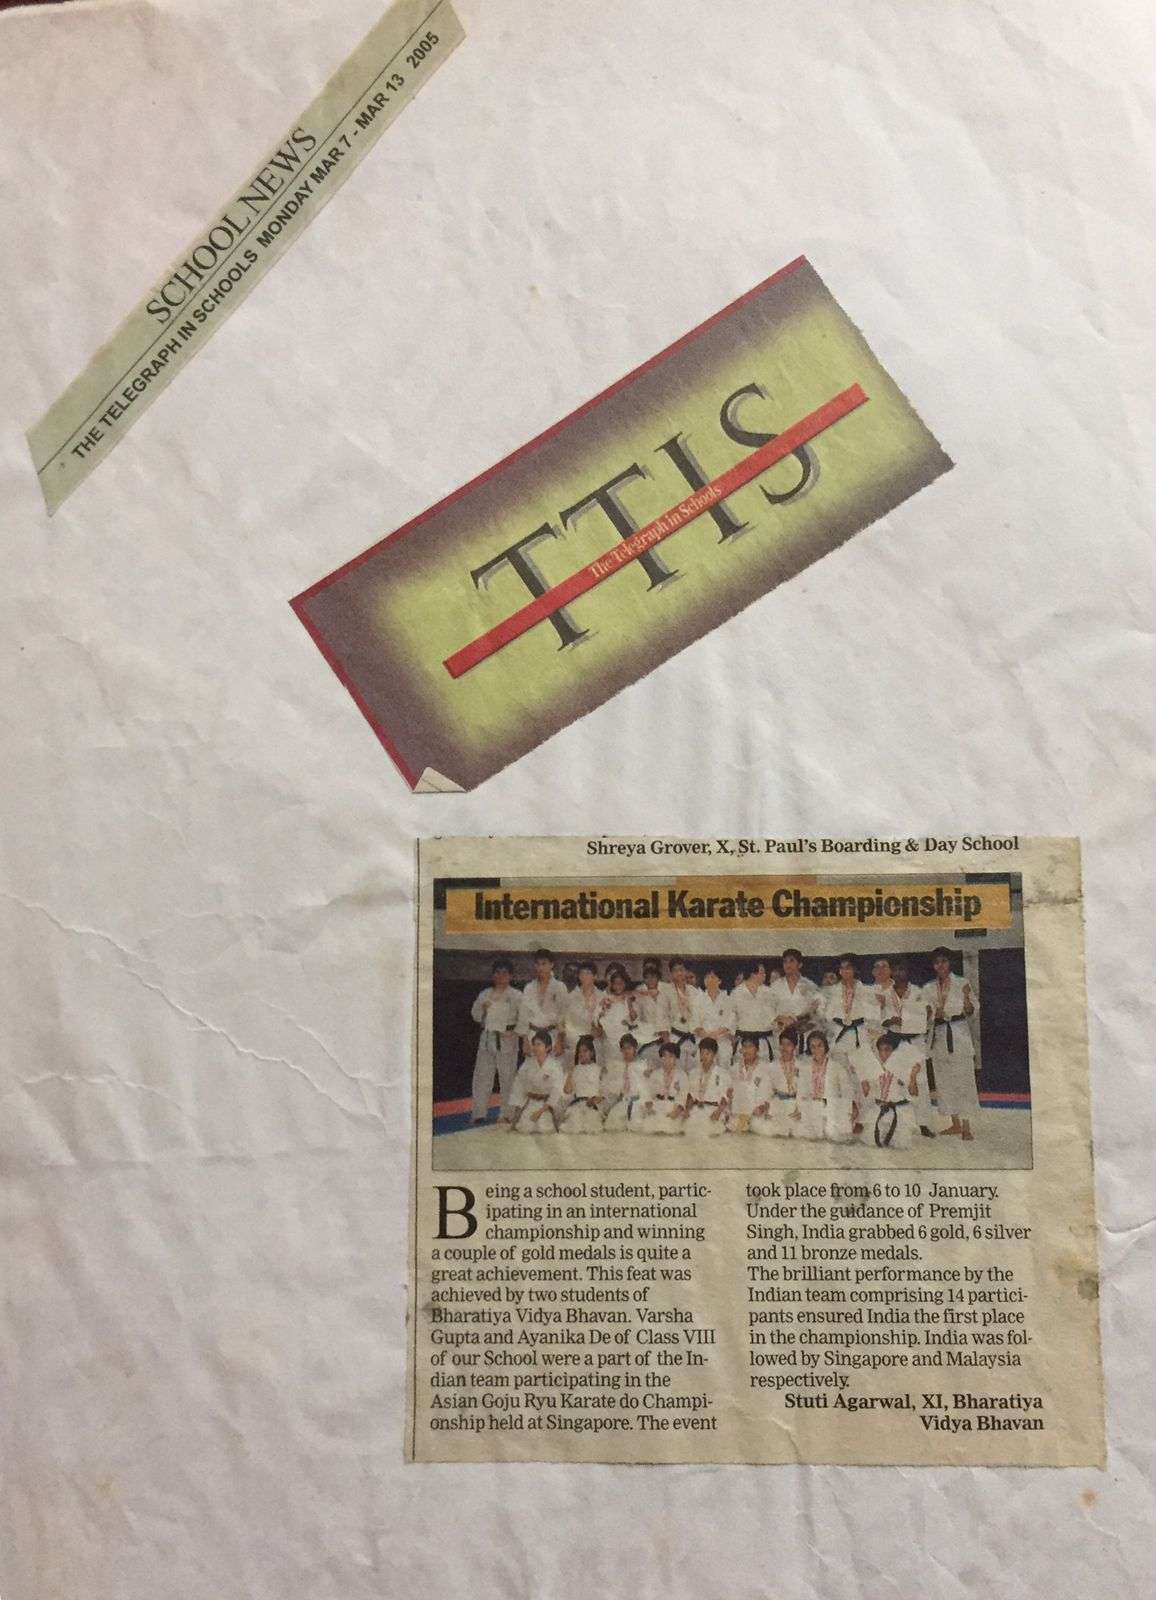 SCHOOL NEWS
THE TELEGRAPH IN SCHOOLS MONDAY MAR 7 - MAR 13 2005
TTIS
The Telegraph in Schools
Shreya Grover, X, St. Paul's Boarding & Day School
International Karate Championship
Being a school student, partic-
ipating in an international
championship and winning
a couple of gold medals is quite a
great achievement. This feat was
achieved by two students of
Bharatiya Vidya Bhavan. Varsha
Gupta and Ayanika De of Class VIII
of our School were a part of the In-
dian team participating in the
Asian Goju Ryu Karate do Champi-
onship held at Singapore. The event
took place from 6 to 10 January.
Under the guidance of Premjit
Singh, India grabbed 6 gold, 6 silver
and 11 bronze medals.
The brilliant performance by the
Indian team comprising 14 partici-
pants ensured India the first place
in the championship. India was fol-
lowed by Singapore and Malaysia
respectively.
Stuti Agarwal, XI, Bharatiya
Vidya Bhavan